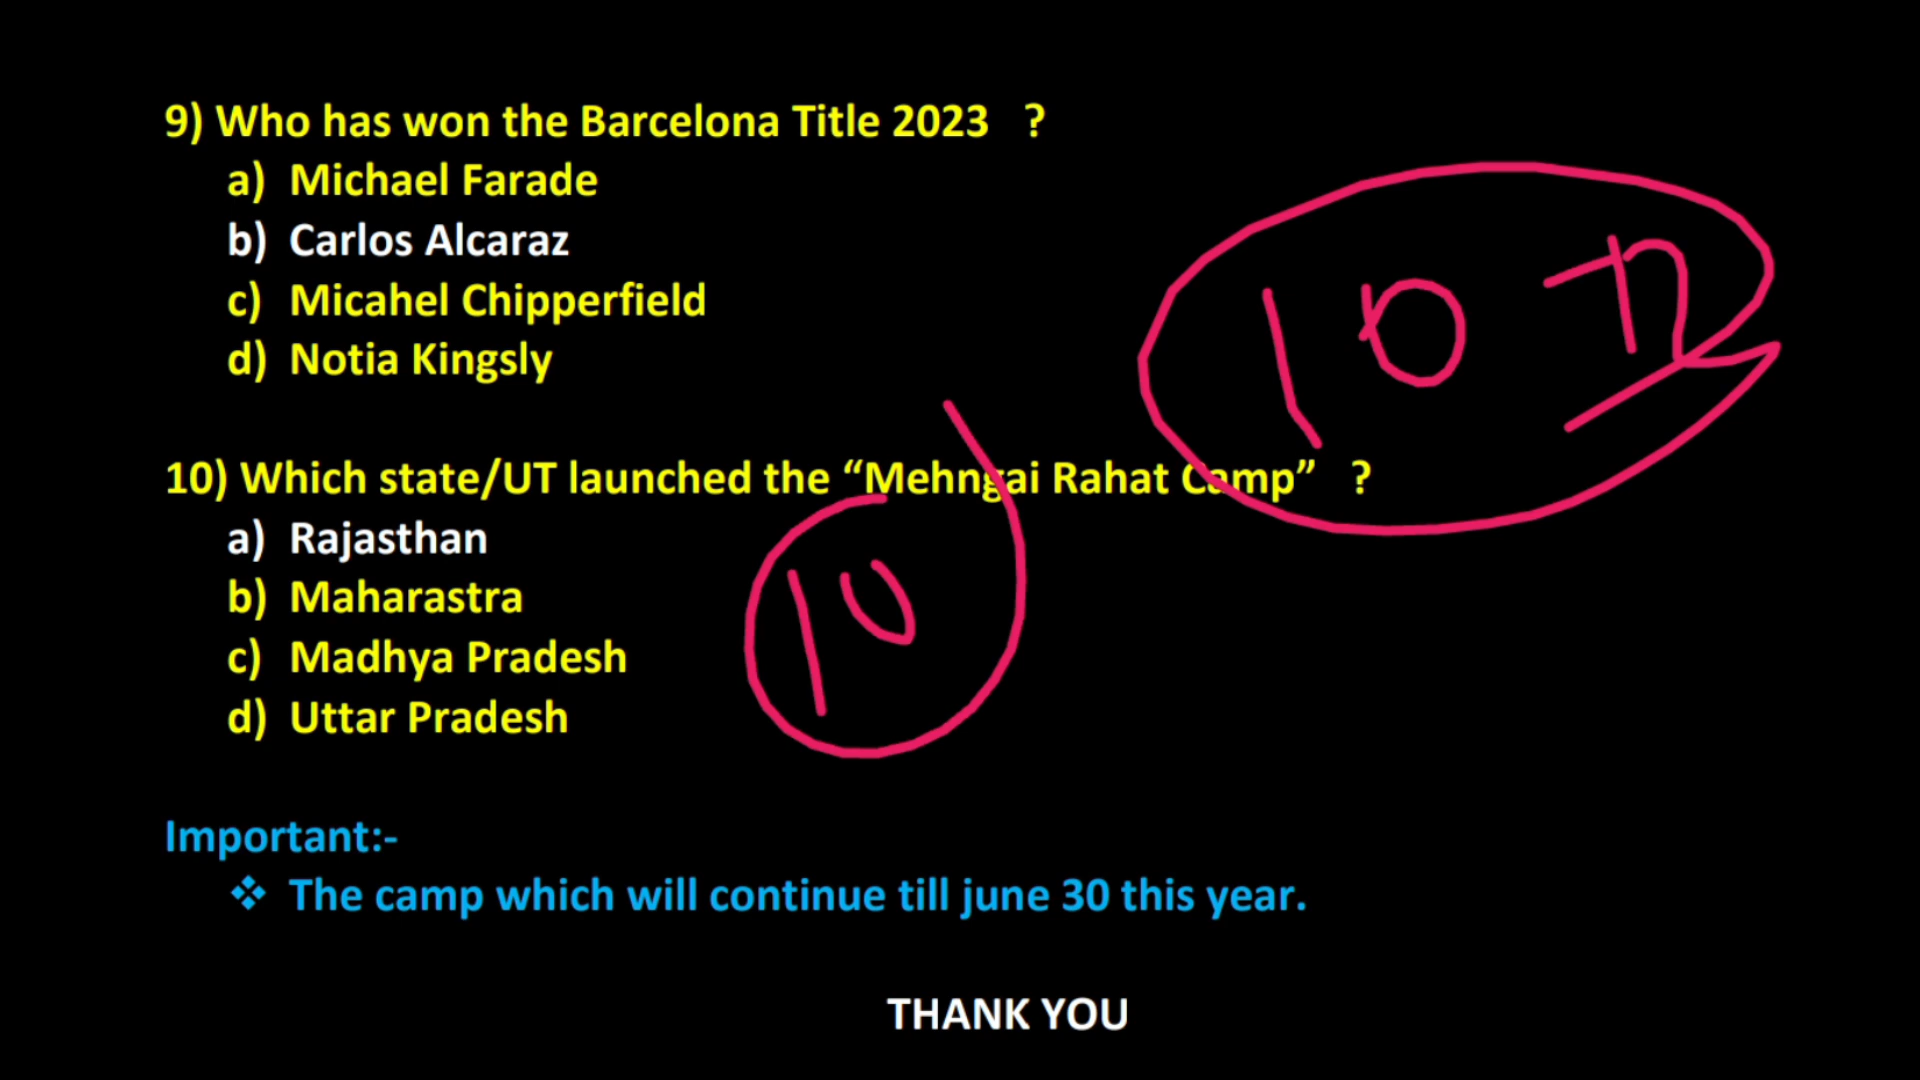 9) Who has won the Barcelona Title 2023 ?
a) Michael Farade
b) Carlos Alcaraz
c) Micahel Chipperfield
d) Notia Kingsly
10) Which state/UT launched the “Mehngai Rahat Camp” ?
a) Rajasthan
b) Maharastra
c) Madhya Pradesh
d) Uttar Pradesh
10
10
Important:-
❖ The camp which will continue till june 30 this year.
THANK YOU